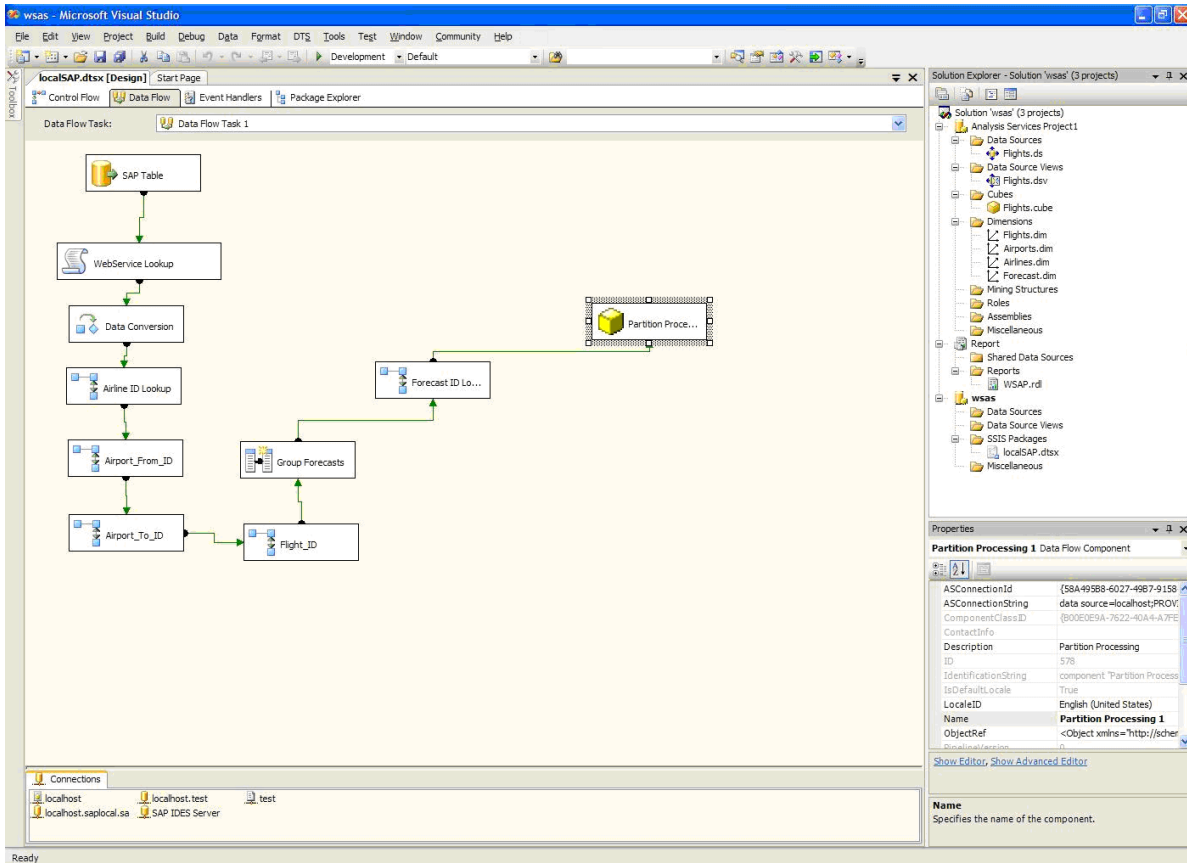 wsas - Microsoft Visual Studio
File Edit View Project Build Debug Data Format DTS Tools Test Window Community Help
Development Default
Toolbox
localSAP.dtsx [Design] Start Page
Control Flow Data Flow Event Handlers Package Explorer
Data Flow Task: Data Flow Task 1
SAP Table
WebService Lookup
Data Conversion
Partition Proce...
Airline ID Lookup
Forecast ID Lo...
Airport_From_ID
Group Forecasts
Airport_To_ID
Flight_ID
Connections
localhost localhost.test test
localhost.saplocal.sa SAP IDES Server
Solution Explorer - Solution 'wsas' (3 projects)
Solution 'wsas' (3 projects)
Analysis Services Project1
Data Sources
Flights.ds
Data Source Views
Flights.dsv
Cubes
Flights.cube
Dimensions
Flights.dim
Airports.dim
Airlines.dim
Forecast.dim
Mining Structures
Roles
Assemblies
Miscellaneous
Report
Shared Data Sources
Reports
WSAP.rdl
wsas
Data Sources
Data Source Views
SSIS Packages
localSAP.dtsx
Miscellaneous
Properties
Partition Processing 1 Data Flow Component
ASConnectionId {58A495B8-6027-49B7-9158
ASConnectionString data source=localhost;PROV:
ComponentClassID {B00E0E9A-7622-40A4-A7FE
ContactInfo
Description Partition Processing
ID 578
IdentificationString component "Partition Process
IsDefaultLocale True
LocaleID English (United States)
Name Partition Processing 1
ObjectRef <Object xmlns="http://scher
PipelineVersion 0
Show Editor, Show Advanced Editor
Name
Specifies the name of the component.
Ready